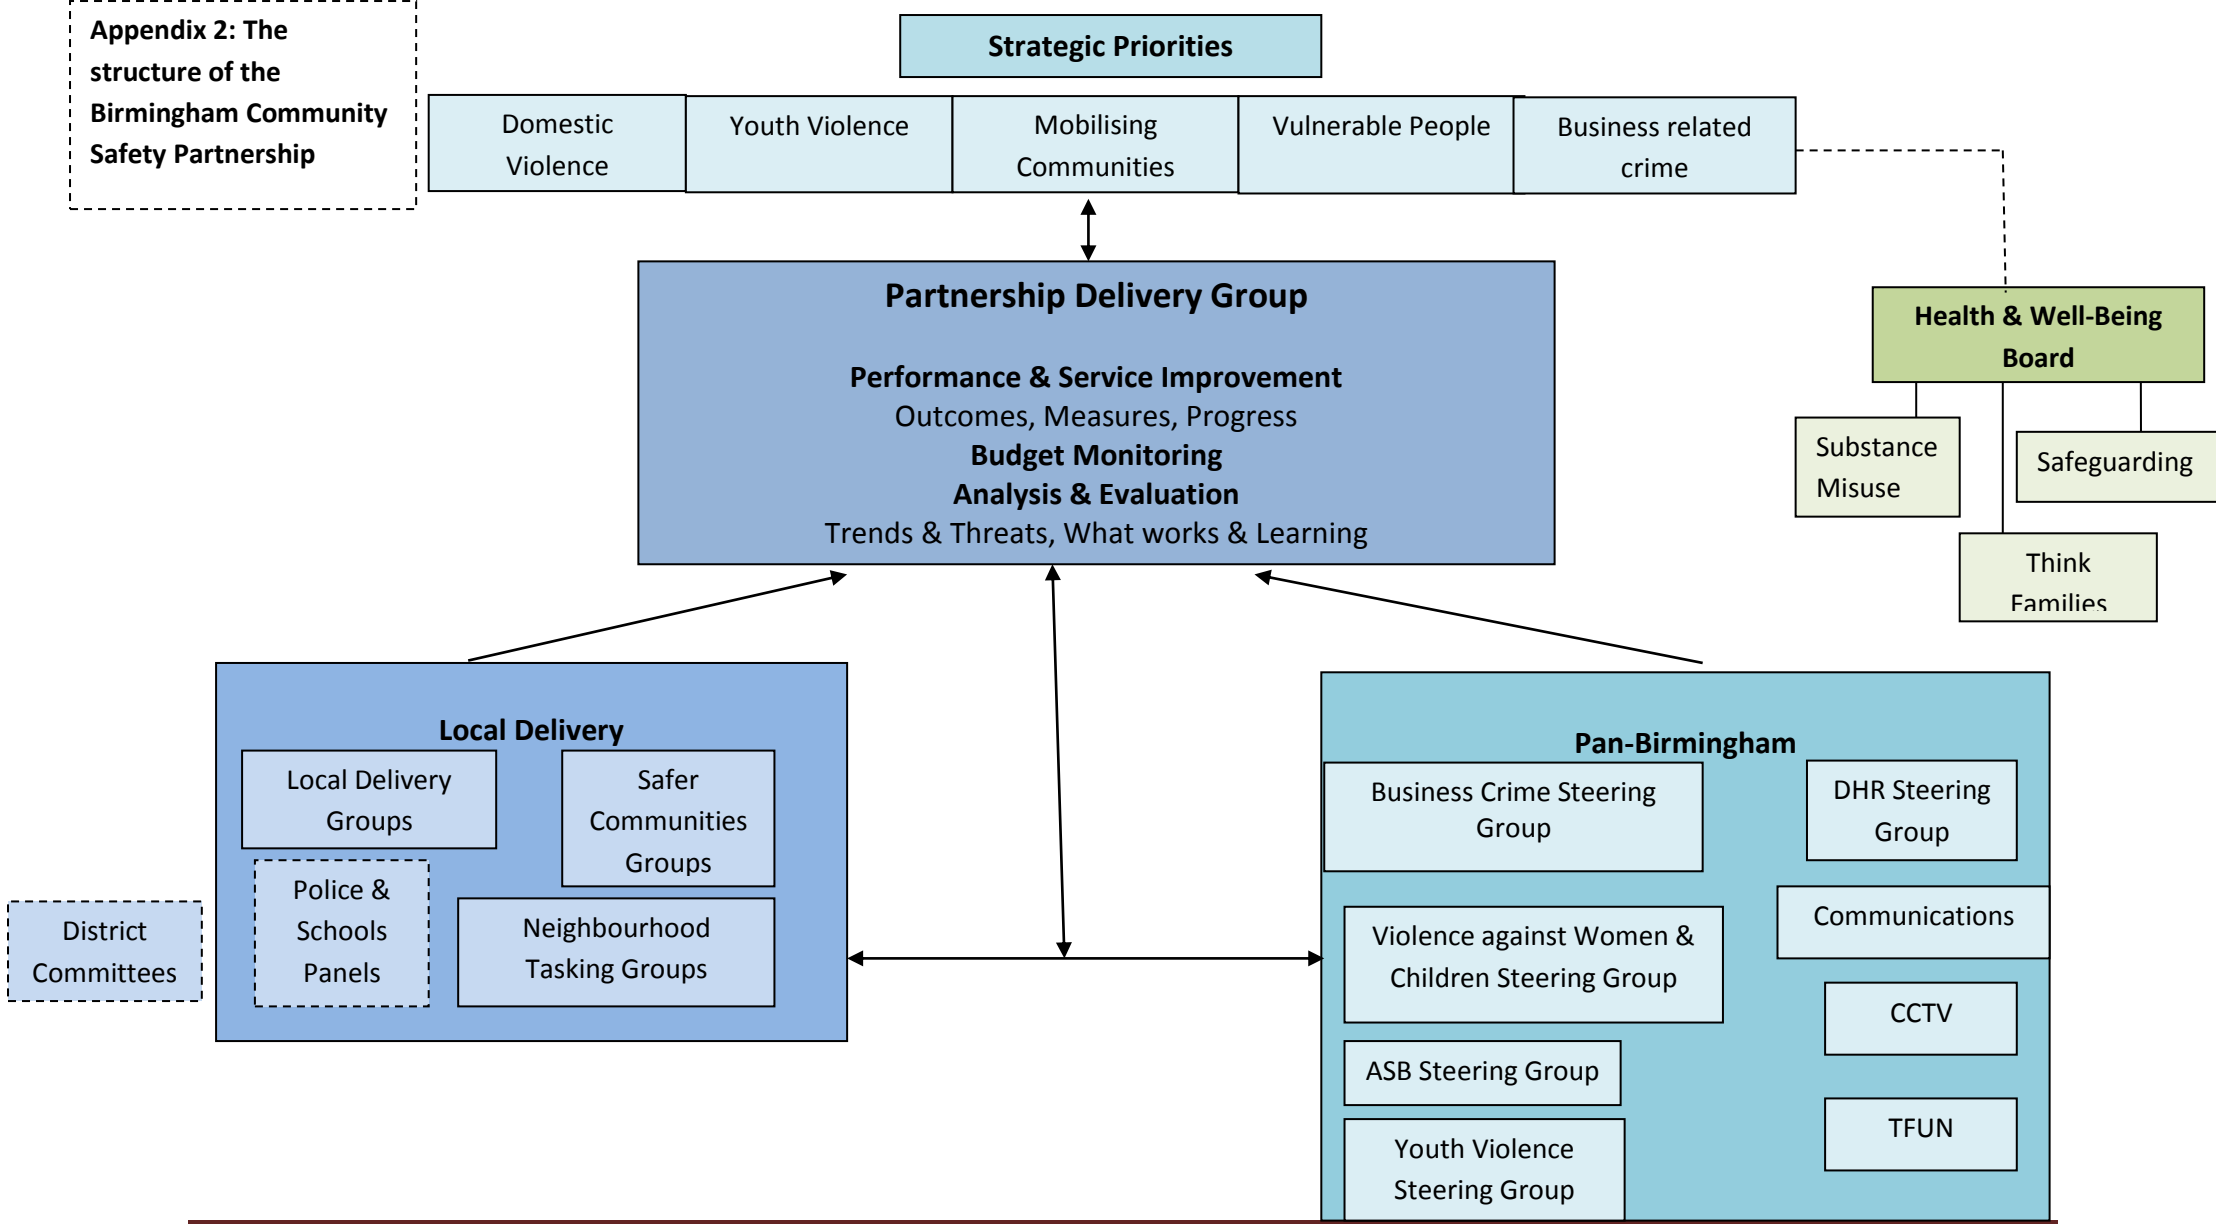 Appendix 2: The
structure of the
Birmingham Community
Safety Partnership
Strategic Priorities
Domestic
Violence
Youth Violence
Mobilising
Communities
Vulnerable People
Business related
crime
Partnership Delivery Group
Performance & Service Improvement
Outcomes, Measures, Progress
Budget Monitoring
Analysis & Evaluation
Trends & Threats, What works & Learning
Health & Well-Being
Board
Substance
Misuse
Safeguarding
Think
Families
Local Delivery
Local Delivery
Groups
Safer
Communities
Groups
Police &
Schools
Panels
Neighbourhood
Tasking Groups
District
Committees
Pan-Birmingham
Business Crime Steering
Group
DHR Steering
Group
Communications
Violence against Women &
Children Steering Group
CCTV
ASB Steering Group
TFUN
Youth Violence
Steering Group